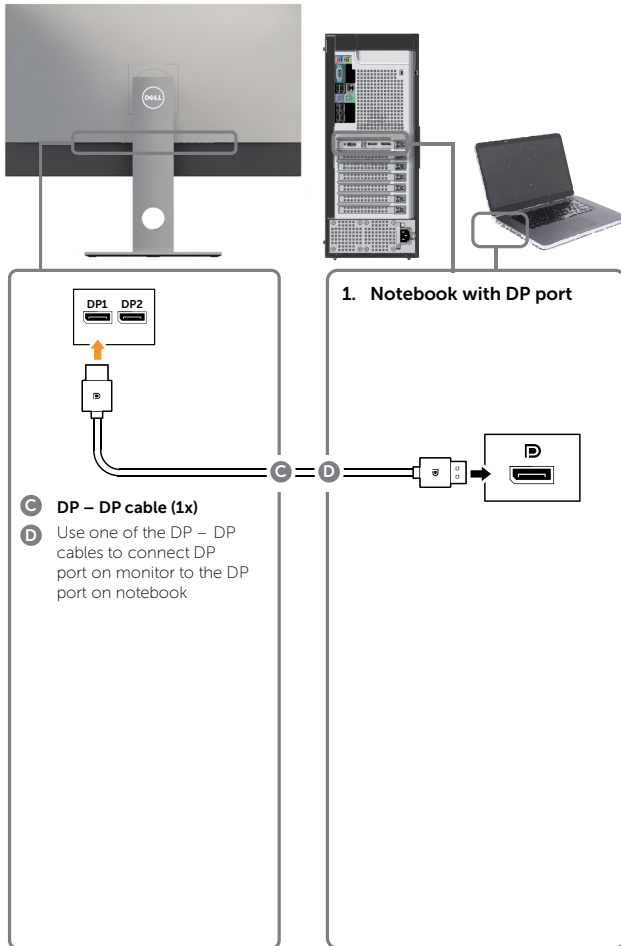 DELL
DP1 DP2
1. Notebook with DP port
C D
C DP – DP cable (1x)
D Use one of the DP – DP
cables to connect DP
port on monitor to the DP
port on notebook